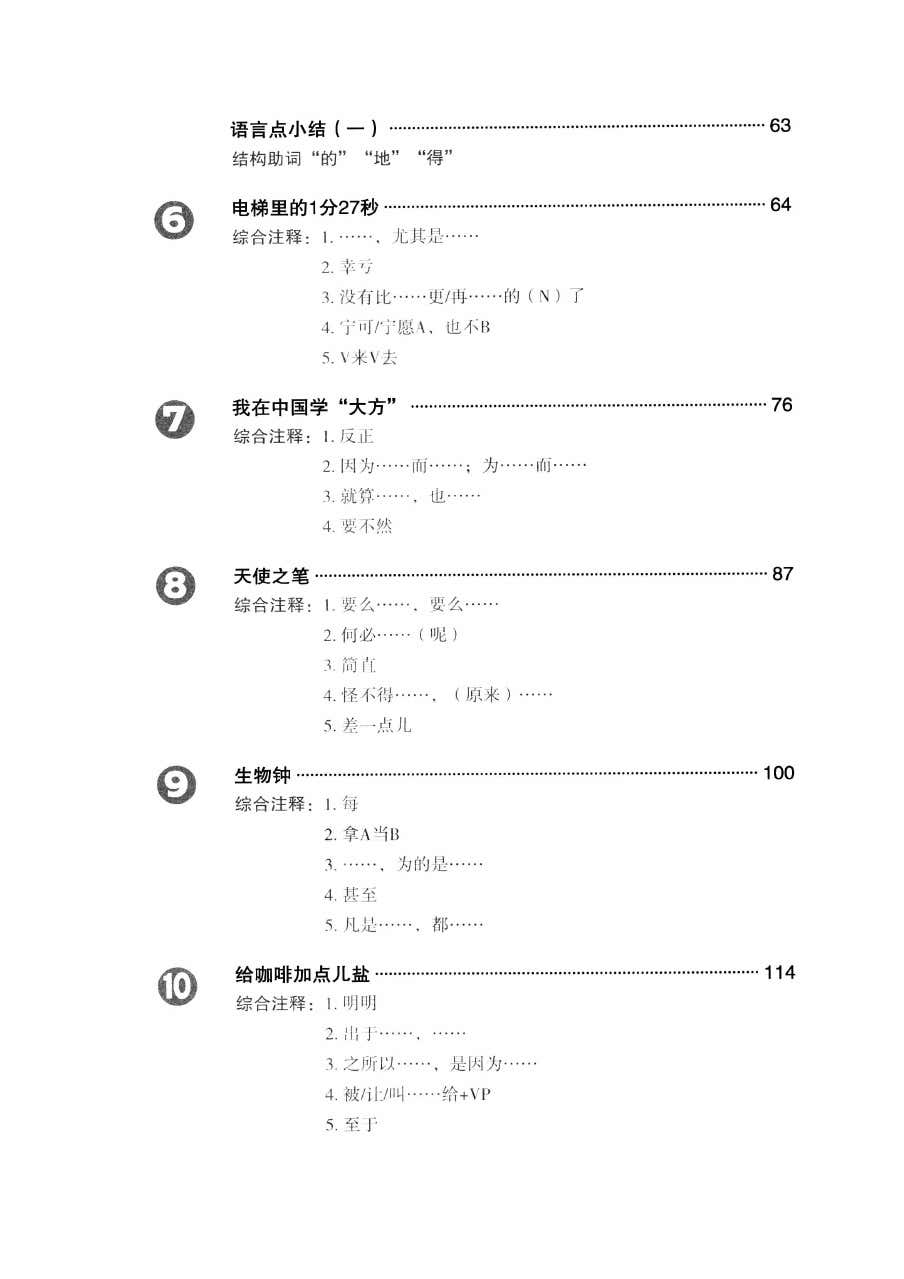 语言点小结（一）…………………………63
结构助词“的”“地”“得”
6 电梯里的1分27秒…………………………64
综合注释：1. ……，尤其是……
2. 幸亏
3. 没有比……更/再……的（N）了
4. 宁可/宁愿A，也不B
5. V来V去
7 我在中国学“大方”…………………………76
综合注释：1. 反正
2. 因为……而……；为……而……
3. 就算……，也……
4. 要不然
8 天使之笔…………………………87
综合注释：1. 要么……，要么……
2. 何必……（呢）
3. 简直
4. 怪不得……，（原来）……
5. 差一点儿
9 生物钟…………………………100
综合注释：1. 每
2. 拿A当B
3. ……，为的是……
4. 甚至
5. 凡是……，都……
10 给咖啡加点儿盐…………………………114
综合注释：1. 明明
2. 出于……，……
3. 之所以……，是因为……
4. 被/让/叫……给+VP
5. 至于